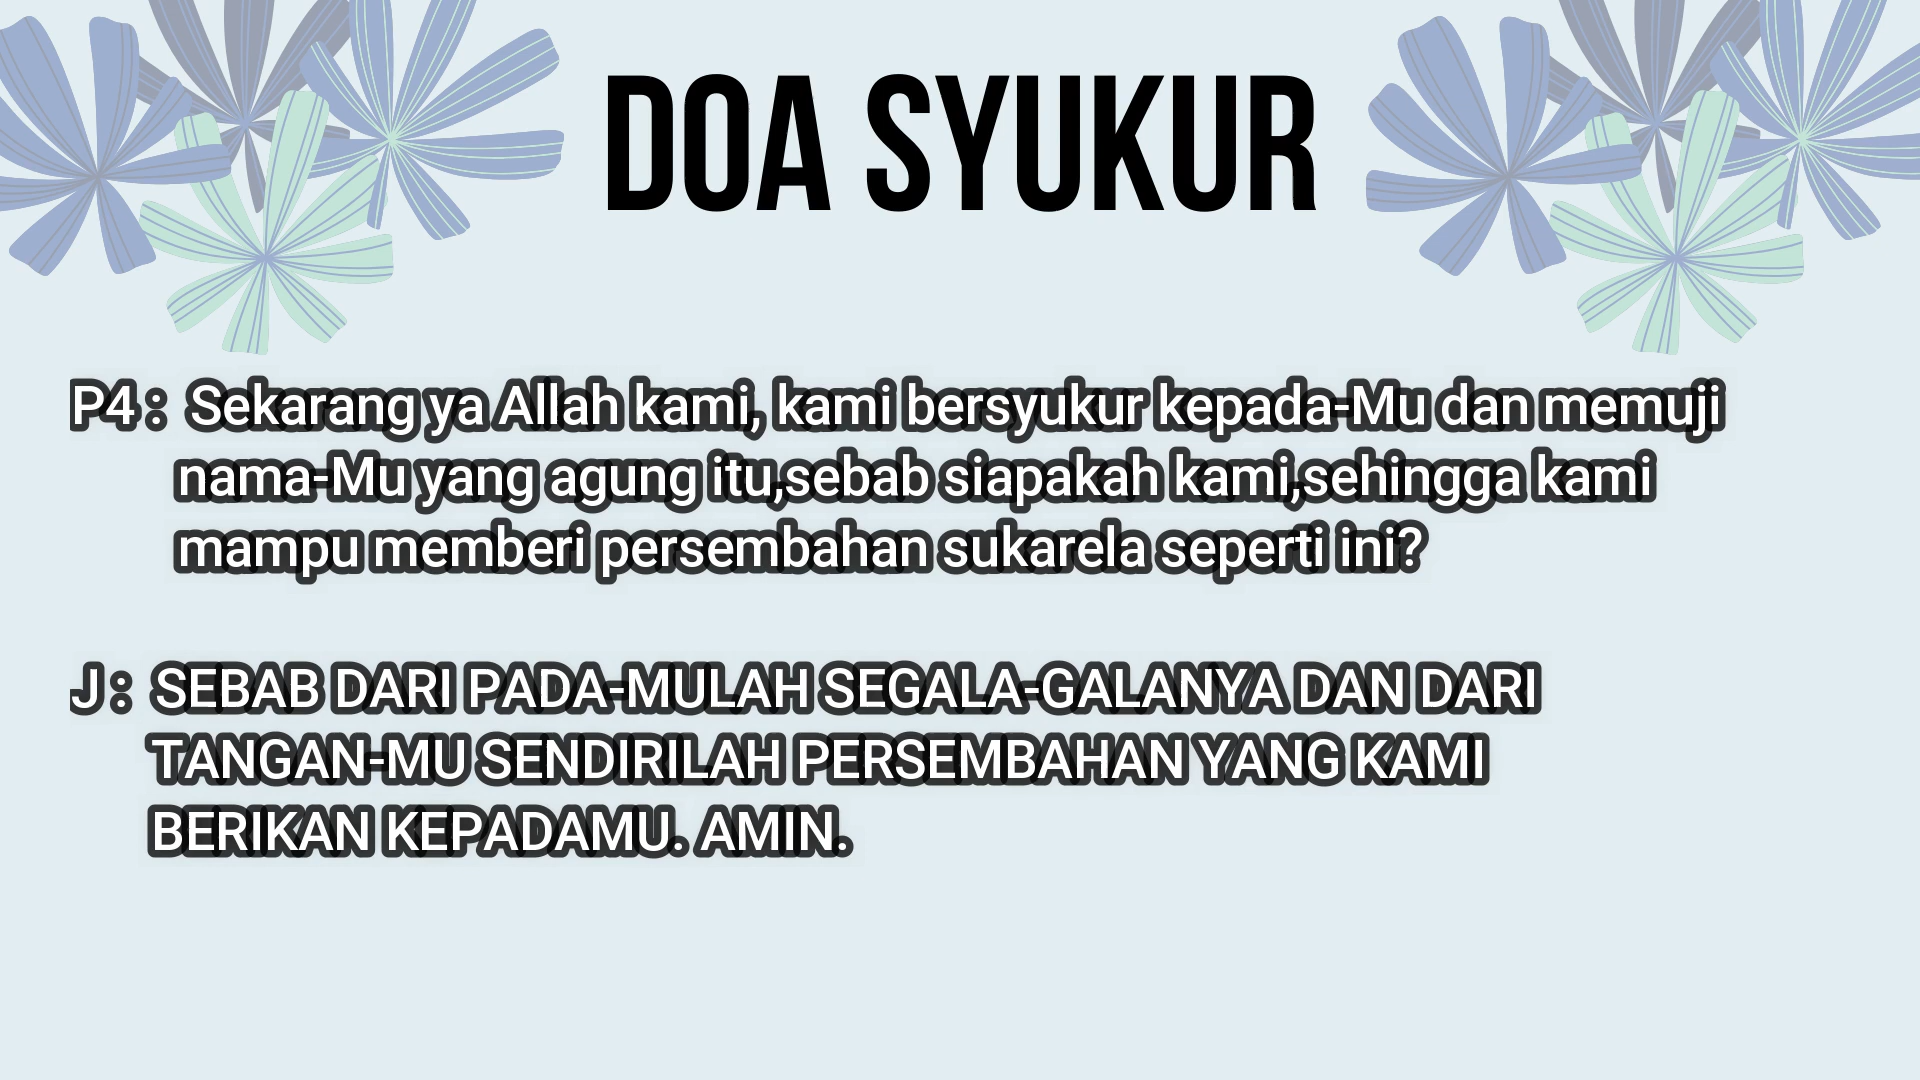 DOA SYUKUR
P4 : Sekarang ya Allah kami, kami bersyukur kepada-Mu dan memuji
nama-Mu yang agung itu,sebab siapakah kami,sehingga kami
mampu memberi persembahan sukarela seperti ini?
J : SEBAB DARI PADA-MULAH SEGALA-GALANYA DAN DARI
TANGAN-MU SENDIRILAH PERSEMBAHAN YANG KAMI
BERIKAN KEPADAMU. AMIN.